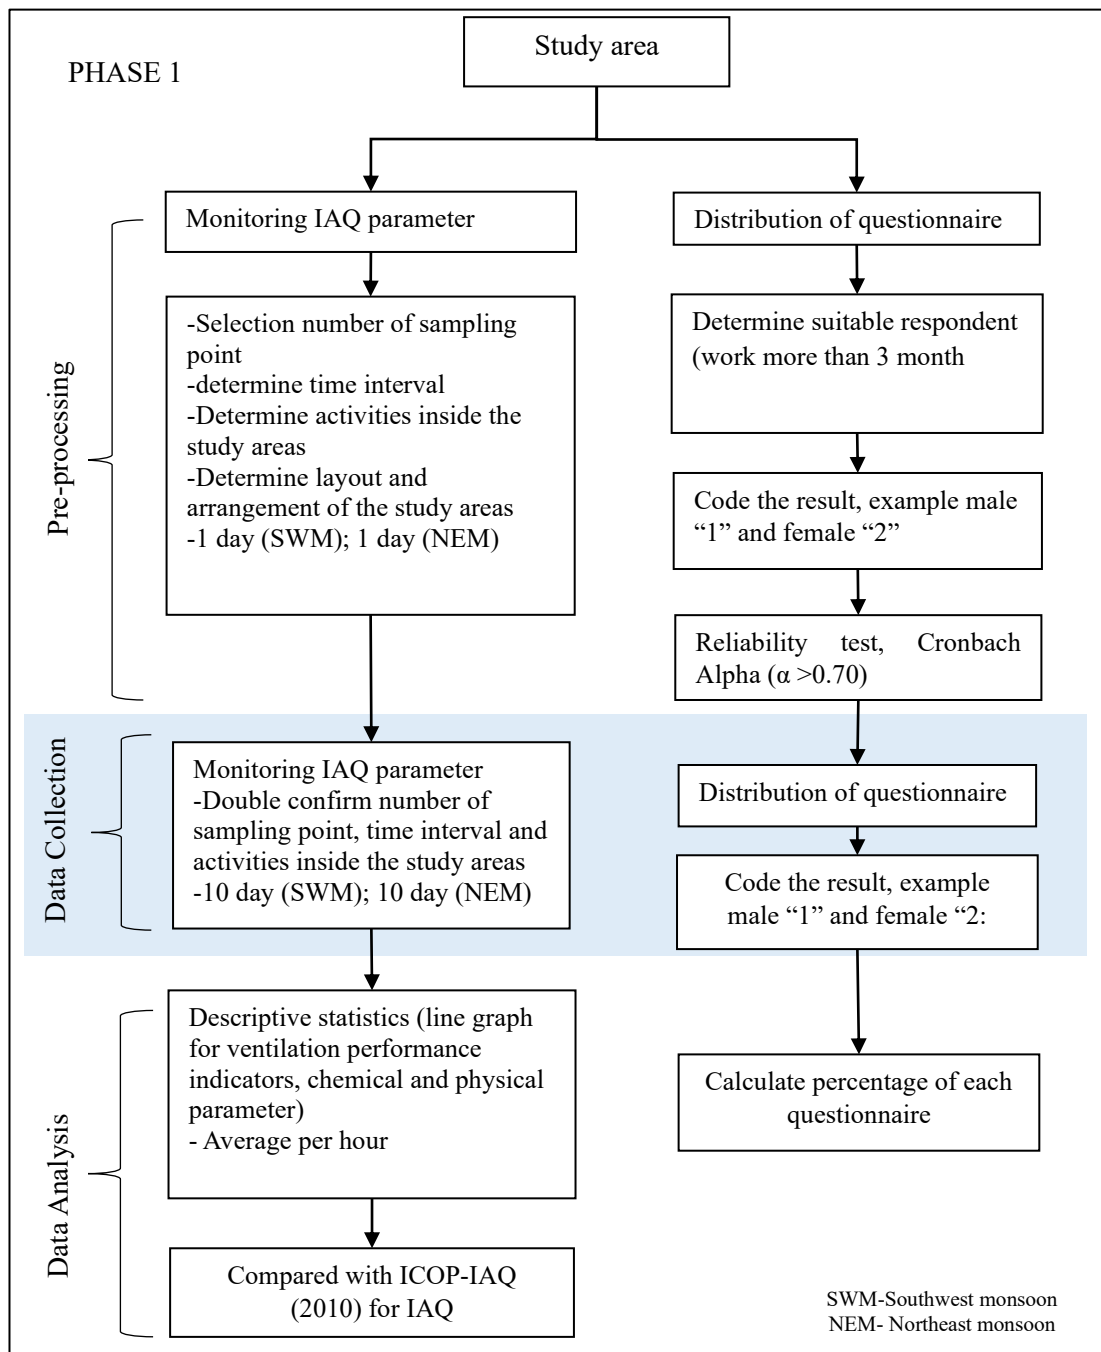 Study area
PHASE 1
Monitoring IAQ parameter
Distribution of questionnaire
Pre-processing
-Selection number of sampling
point
-determine time interval
-Determine activities inside the
study areas
-Determine layout and
arrangement of the study areas
-1 day (SWM); 1 day (NEM)
Determine suitable respondent
(work more than 3 month
Code the result, example male
“1” and female “2”
Reliability test, Cronbach
Alpha (α >0.70)
Data Collection
Monitoring IAQ parameter
-Double confirm number of
sampling point, time interval and
activities inside the study areas
-10 day (SWM); 10 day (NEM)
Distribution of questionnaire
Code the result, example
male “1” and female “2:
Data Analysis
Descriptive statistics (line graph
for ventilation performance
indicators, chemical and physical
parameter)
- Average per hour
Calculate percentage of each
questionnaire
Compared with ICOP-IAQ
(2010) for IAQ
SWM-Southwest monsoon
NEM- Northeast monsoon